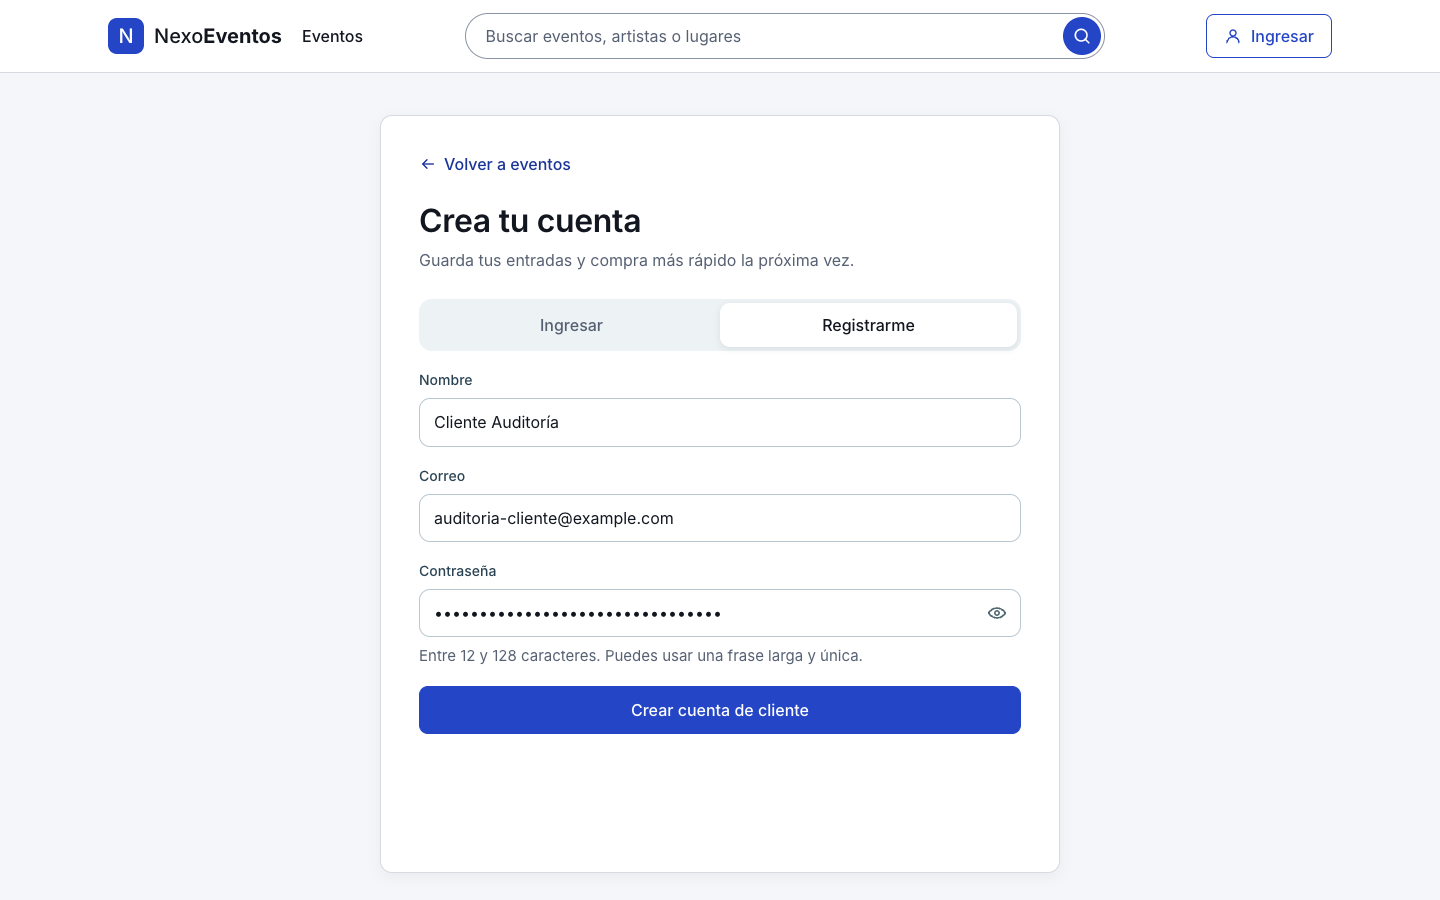 N NexoEventos Eventos Buscar eventos, artistas o lugares Ingresar
← Volver a eventos
Crea tu cuenta
Guarda tus entradas y compra más rápido la próxima vez.
Ingresar Registrarme
Nombre
Cliente Auditoría
Correo
auditoria-cliente@example.com
Contraseña
••••••••••••••••••••••••••••••••
Entre 12 y 128 caracteres. Puedes usar una frase larga y única.
Crear cuenta de cliente